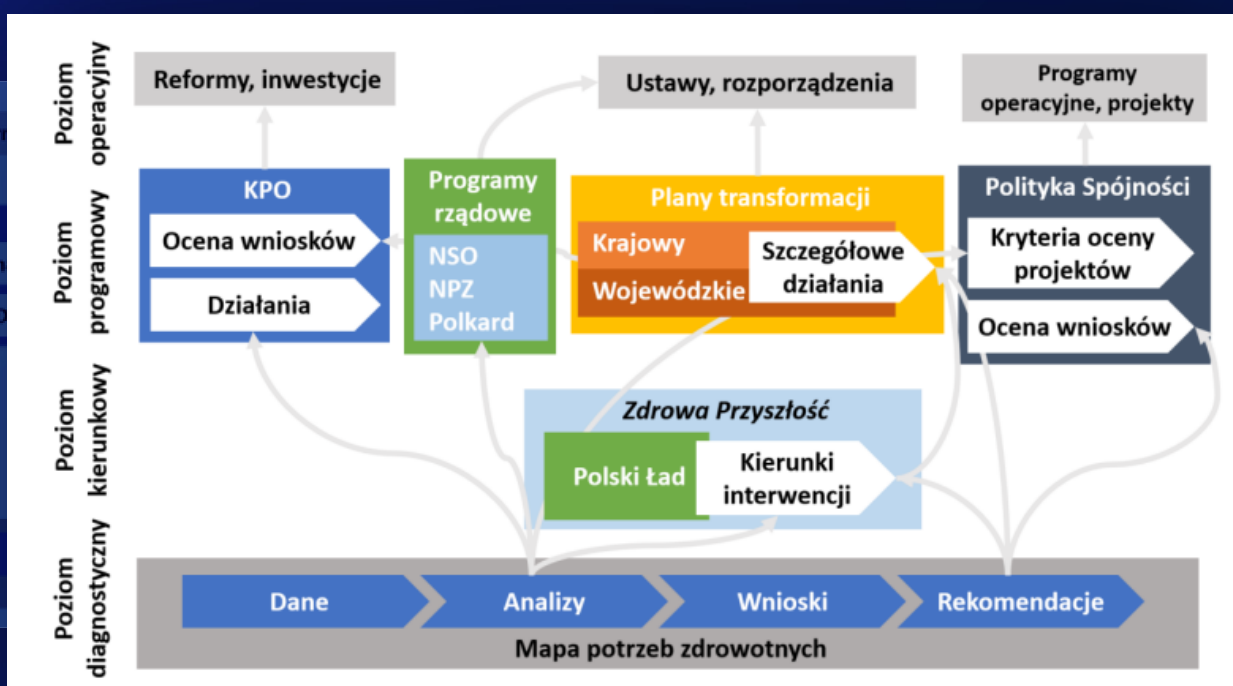 Poziom
operacyjny
Reformy, inwestycje
Ustawy, rozporządzenia
Programy
operacyjne, projekty
Poziom
programowy
KPO
Ocena wniosków
Działania
Programy
rządowe
NSO
NPZ
Polkard
Plany transformacji
Krajowy
Wojewódzkie
Szczegółowe
działania
Polityka Spójności
Kryteria oceny
projektów
Ocena wniosków
Poziom
kierunkowy
Zdrowa Przyszłość
Polski Ład
Kierunki
interwencji
Poziom
diagnostyczny
Dane
Analizy
Wnioski
Rekomendacje
Mapa potrzeb zdrowotnych